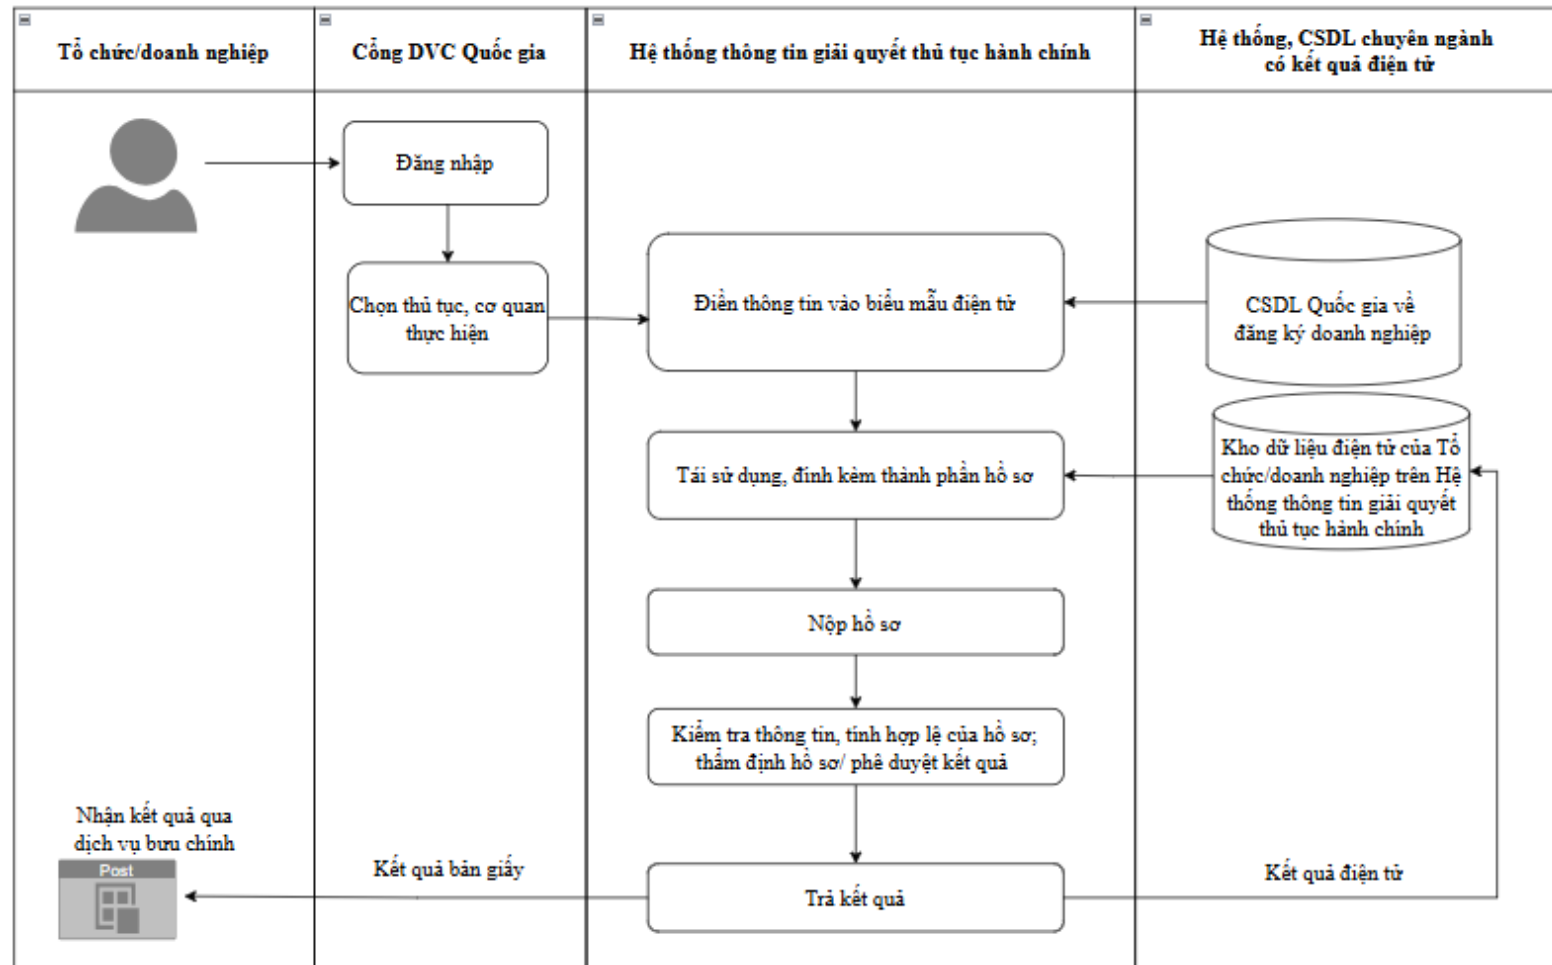 Tổ chức/doanh nghiệp
Cổng DVC Quốc gia
Hệ thống thông tin giải quyết thủ tục hành chính
Hệ thống, CSDL chuyên ngành
có kết quả điện tử
Đăng nhập
Chọn thủ tục, cơ quan
thực hiện
Điền thông tin vào biểu mẫu điện tử
CSDL Quốc gia về
đăng ký doanh nghiệp
Tái sử dụng, đính kèm thành phần hồ sơ
Kho dữ liệu điện tử của Tổ
chức/doanh nghiệp trên Hệ
thống thông tin giải quyết
thủ tục hành chính
Nộp hồ sơ
Kiểm tra thông tin, tính hợp lệ của hồ sơ;
thẩm định hồ sơ/ phê duyệt kết quả
Nhận kết quả qua
dịch vụ bưu chính
Post
Kết quả bản giấy
Trả kết quả
Kết quả điện tử